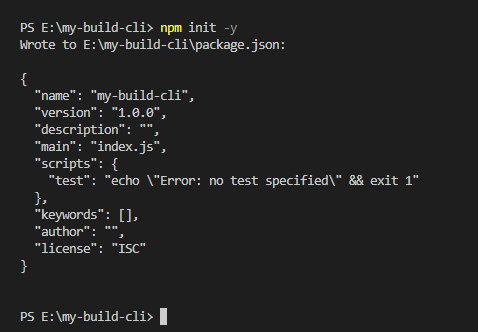 PS E:\my-build-cli> npm init -y
Wrote to E:\my-build-cli\package.json:
{
  "name": "my-build-cli",
  "version": "1.0.0",
  "description": "",
  "main": "index.js",
  "scripts": {
    "test": "echo \"Error: no test specified\" && exit 1"
  },
  "keywords": [],
  "author": "",
  "license": "ISC"
}
PS E:\my-build-cli>